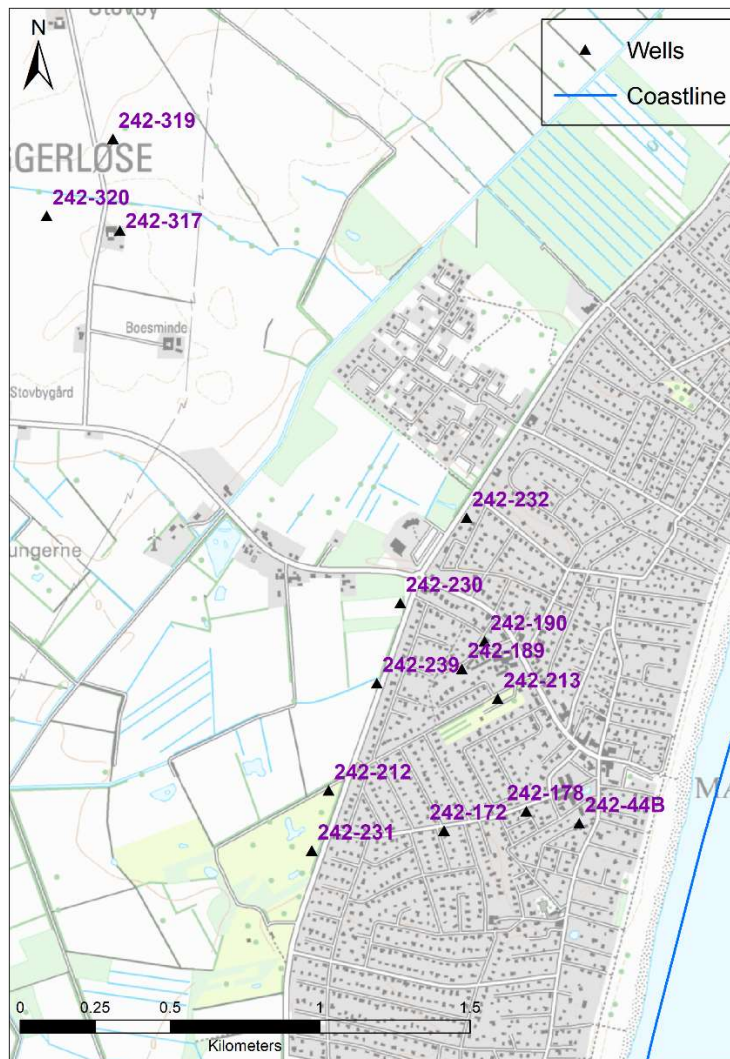 Stovby
N
Wells
Coastline
242-319
GGERLØSE
242-320
242-317
Boesminde
Stovbygård
242-232
ungerne
242-230
242-190
242-189
242-239
242-213
242-212
MA
242-178
242-172
242-44B
242-231
0 0.25 0.5 1 1.5
Kilometers